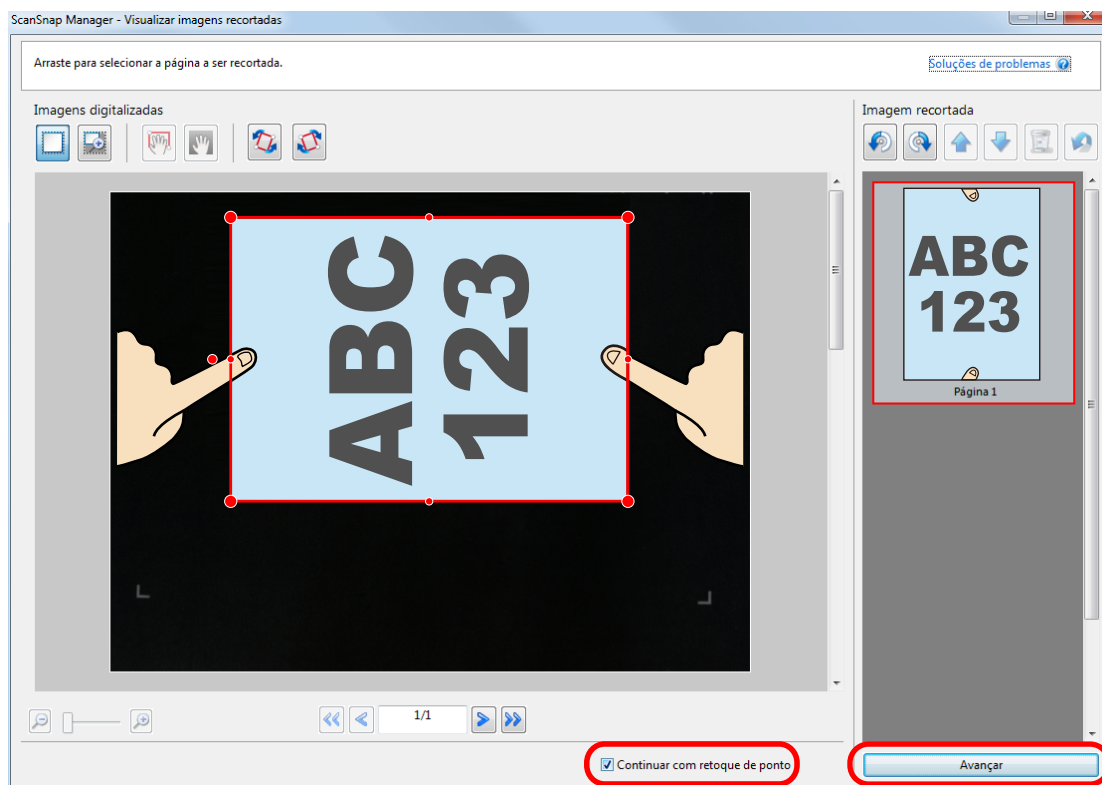 ScanSnap Manager - Visualizar imagens recortadas
Arraste para selecionar a página a ser recortada.
Soluções de problemas
Imagens digitalizadas
Imagem recortada
ABC
123
ABC
123
Página 1
1/1
Continuar com retoque de ponto
Avançar